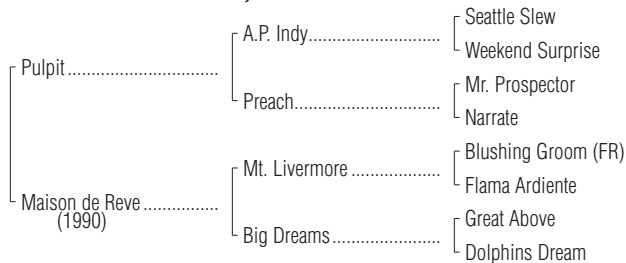 Seattle Slew
A.P. Indy
Weekend Surprise
Pulpit
Mr. Prospector
Preach
Narrate
Blushing Groom (FR)
Mt. Livermore
Flama Ardiente
Maison de Reve
(1990)
Great Above
Big Dreams
Dolphins Dream